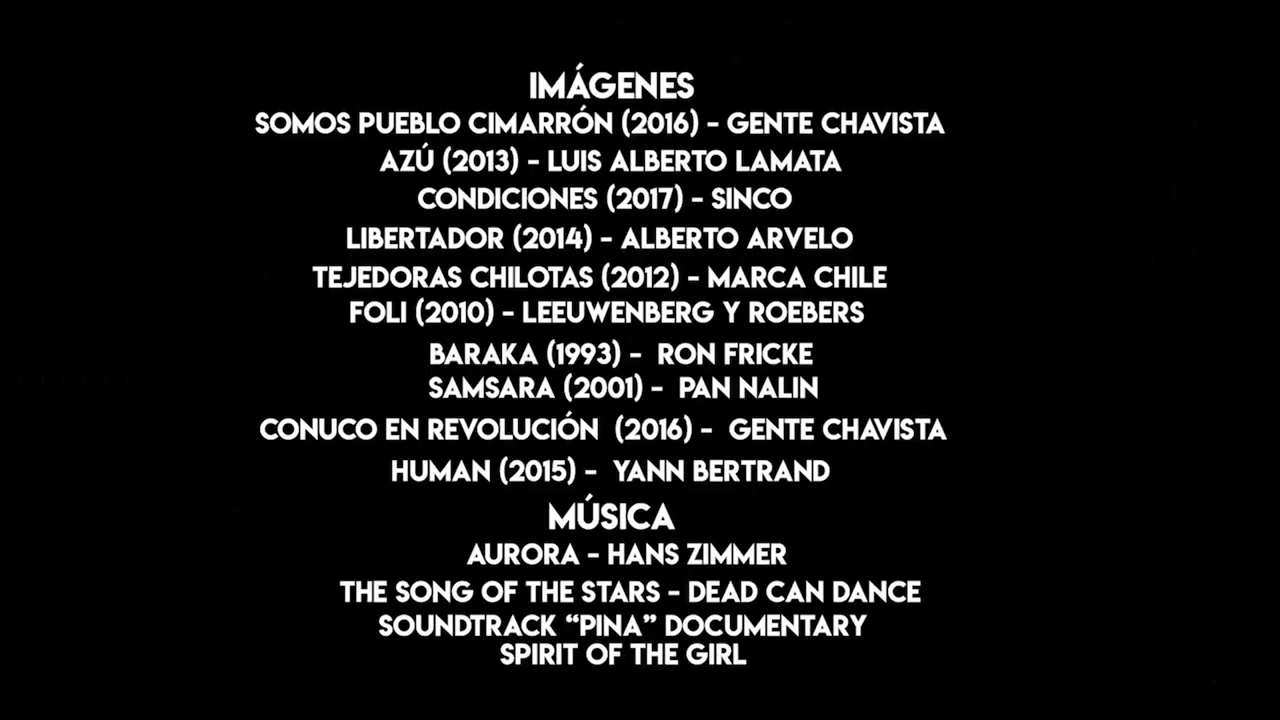 IMÁGENES
SOMOS PUEBLO CIMARRÓN (2016) - GENTE CHAVISTA
AZÚ (2013) - LUIS ALBERTO LAMATA
CONDICIONES (2017) - SINCO
LIBERTADOR (2014) - ALBERTO ARVELO
TEJEDORAS CHILOTAS (2012) - MARCA CHILE
FOLI (2010) - LEEUWENBERG Y ROEBERS
BARAKA (1993) - RON FRICKE
SAMSARA (2001) - PAN NALIN
CONUCO EN REVOLUCIÓN (2016) - GENTE CHAVISTA
HUMAN (2015) - YANN BERTRAND
MÚSICA
AURORA - HANS ZIMMER
THE SONG OF THE STARS - DEAD CAN DANCE
SOUNDTRACK “PINA” DOCUMENTARY
SPIRIT OF THE GIRL